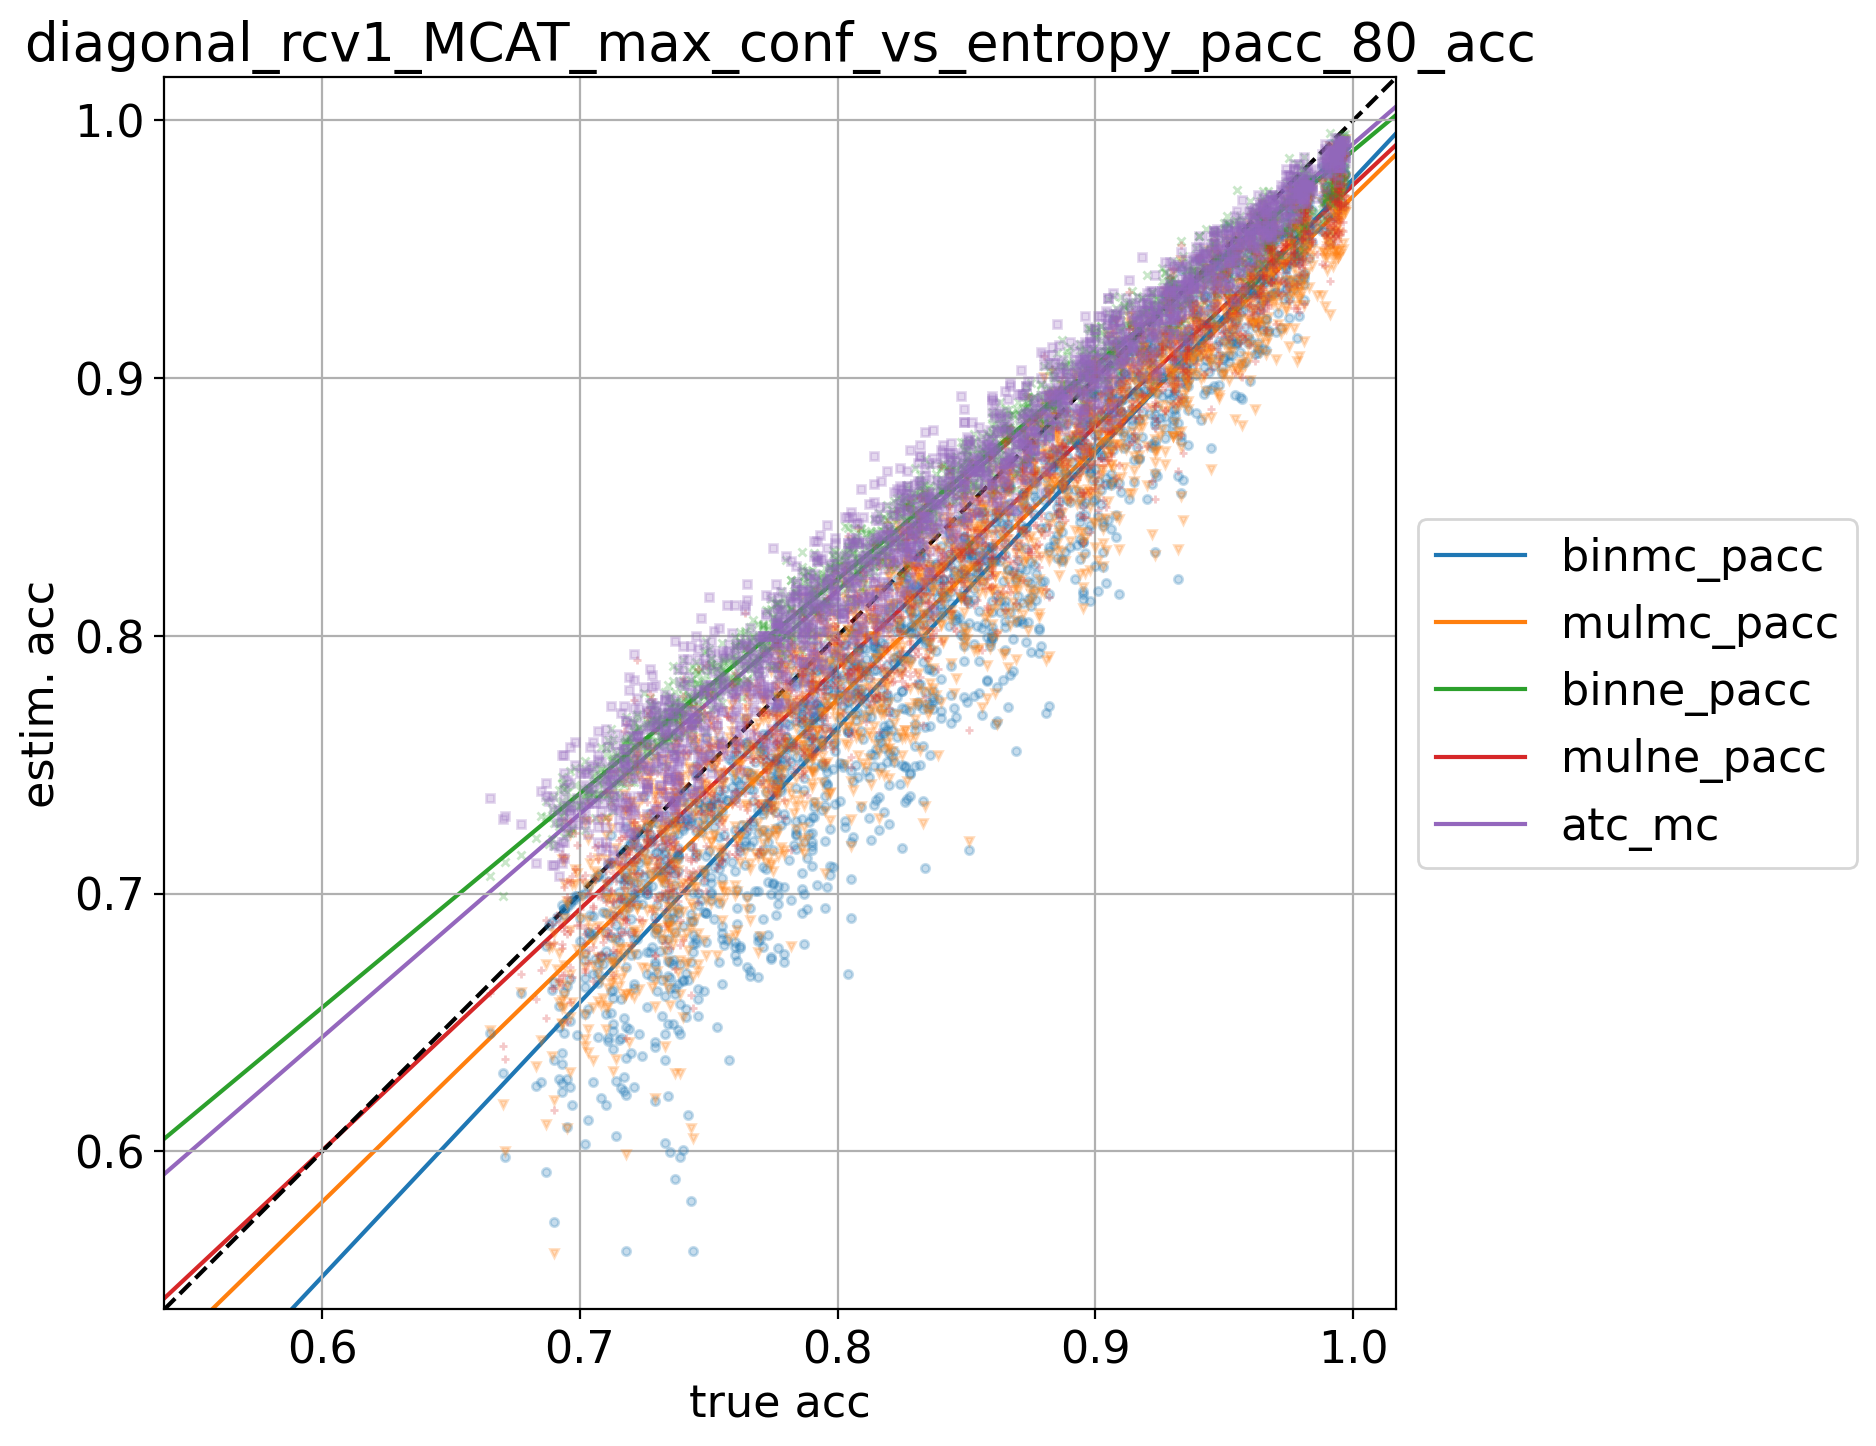 diagonal_rcv1_MCAT_max_conf_vs_entropy_pacc_80_acc
1.0
0.9
0.8
0.7
0.6
estim. acc
0.6 0.7 0.8 0.9 1.0
true acc
binmc_pacc
mulmc_pacc
binne_pacc
mulne_pacc
atc_mc